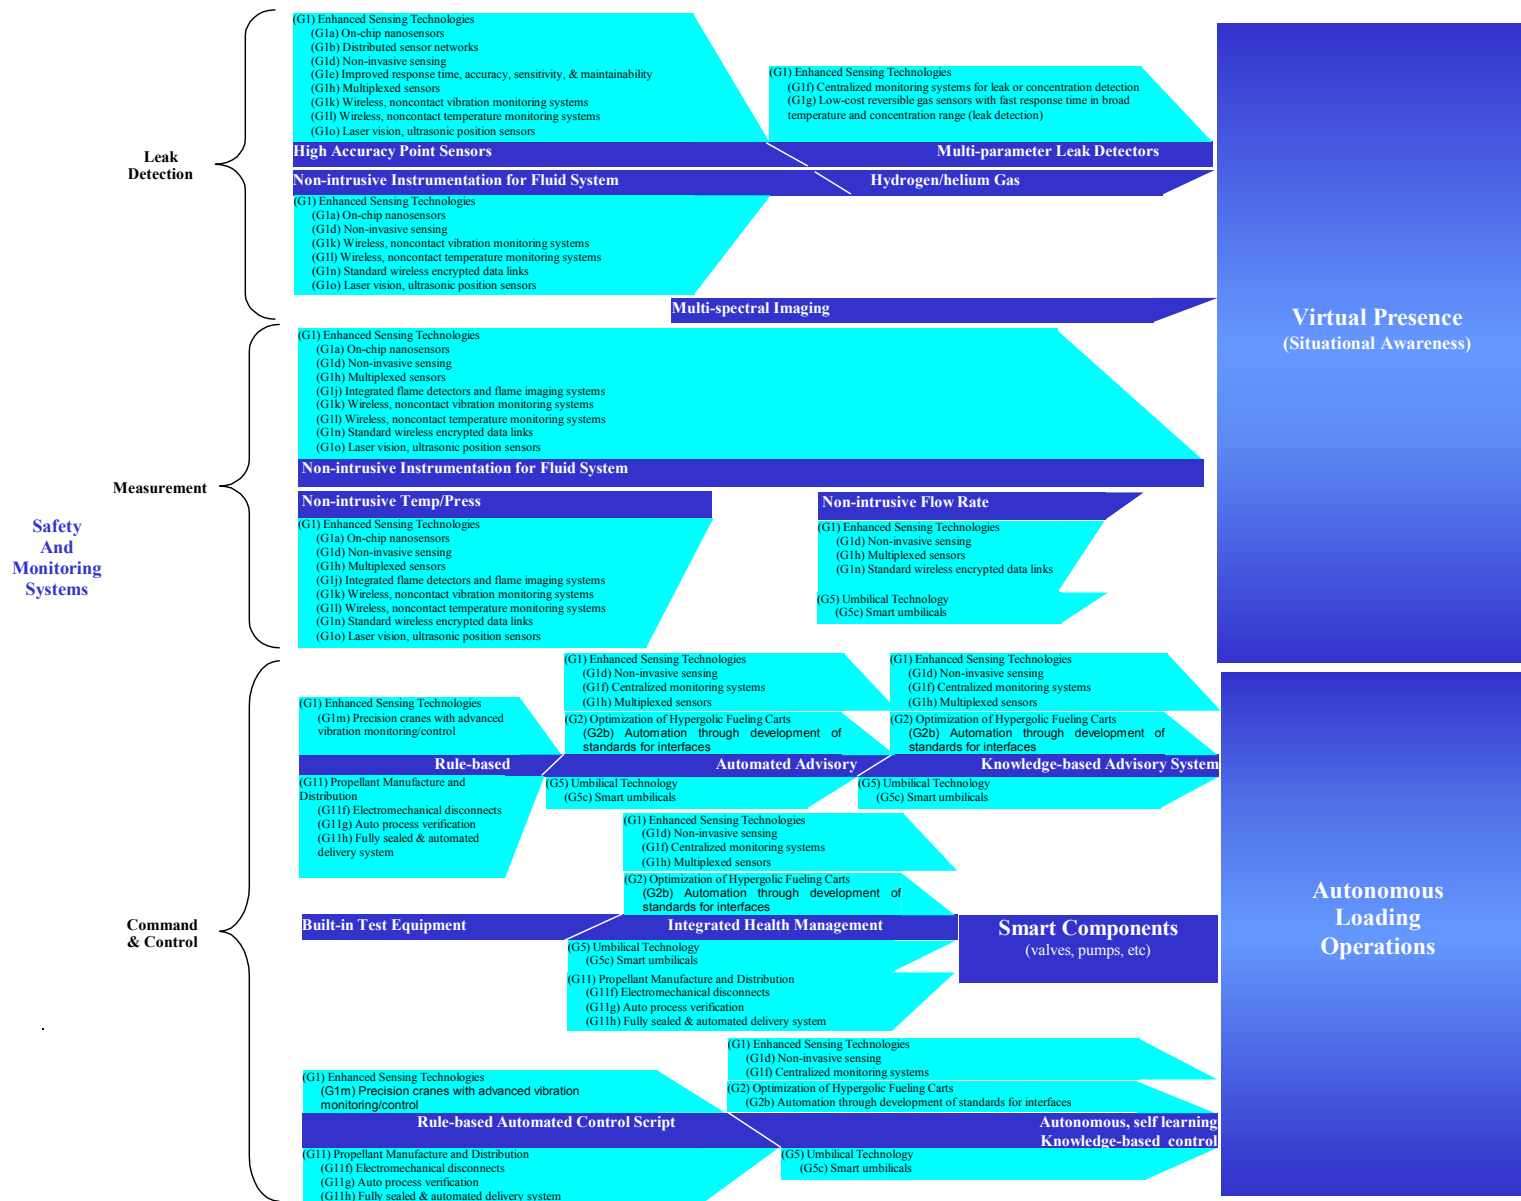 (G1) Enhanced Sensing Technologies
(G1a) On-chip nanosensors
(G1b) Distributed sensor networks
(G1d) Non-invasive sensing
(G1e) Improved response time, accuracy, sensitivity, & maintainability
(G1h) Multiplexed sensors
(G1k) Wireless, noncontact vibration monitoring systems
(G1l) Wireless, noncontact temperature monitoring systems
(G1o) Laser vision, ultrasonic position sensors
(G1) Enhanced Sensing Technologies
(G1f) Centralized monitoring systems for leak or concentration detection
(G1g) Low-cost reversible gas sensors with fast response time in broad
temperature and concentration range (leak detection)
High Accuracy Point Sensors
Multi-parameter Leak Detectors
Leak
Detection
Non-intrusive Instrumentation for Fluid System
Hydrogen/helium Gas
(G1) Enhanced Sensing Technologies
(G1a) On-chip nanosensors
(G1d) Non-invasive sensing
(G1k) Wireless, noncontact vibration monitoring systems
(G1l) Wireless, noncontact temperature monitoring systems
(G1n) Standard wireless encrypted data links
(G1o) Laser vision, ultrasonic position sensors
Multi-spectral Imaging
Virtual Presence
(Situational Awareness)
(G1) Enhanced Sensing Technologies
(G1a) On-chip nanosensors
(G1d) Non-invasive sensing
(G1h) Multiplexed sensors
(G1j) Integrated flame detectors and flame imaging systems
(G1k) Wireless, noncontact vibration monitoring systems
(G1l) Wireless, noncontact temperature monitoring systems
(G1n) Standard wireless encrypted data links
(G1o) Laser vision, ultrasonic position sensors
Non-intrusive Instrumentation for Fluid System
Measurement
Non-intrusive Temp/Press
Non-intrusive Flow Rate
(G1) Enhanced Sensing Technologies
(G1a) On-chip nanosensors
(G1d) Non-invasive sensing
(G1h) Multiplexed sensors
(G1j) Integrated flame detectors and flame imaging systems
(G1k) Wireless, noncontact vibration monitoring systems
(G1l) Wireless, noncontact temperature monitoring systems
(G1n) Standard wireless encrypted data links
(G1o) Laser vision, ultrasonic position sensors
(G1) Enhanced Sensing Technologies
(G1d) Non-invasive sensing
(G1h) Multiplexed sensors
(G1n) Standard wireless encrypted data links
(G5) Umbilical Technology
(G5c) Smart umbilicals
Safety
And
Monitoring
Systems
(G1) Enhanced Sensing Technologies
(G1m) Precision cranes with advanced
vibration monitoring/control
(G1) Enhanced Sensing Technologies
(G1d) Non-invasive sensing
(G1f) Centralized monitoring systems
(G1h) Multiplexed sensors
(G2) Optimization of Hypergolic Fueling Carts
(G2b) Automation through development of
standards for interfaces
(G1) Enhanced Sensing Technologies
(G1d) Non-invasive sensing
(G1f) Centralized monitoring systems
(G1h) Multiplexed sensors
(G2) Optimization of Hypergolic Fueling Carts
(G2b) Automation through development of
standards for interfaces
Rule-based
Automated Advisory
Knowledge-based Advisory System
(G11) Propellant Manufacture and
Distribution
(G11f) Electromechanical disconnects
(G11g) Auto process verification
(G11h) Fully sealed & automated
delivery system
(G5) Umbilical Technology
(G5c) Smart umbilicals
(G5) Umbilical Technology
(G5c) Smart umbilicals
(G1) Enhanced Sensing Technologies
(G1d) Non-invasive sensing
(G1f) Centralized monitoring systems
(G1h) Multiplexed sensors
(G2) Optimization of Hypergolic Fueling Carts
(G2b) Automation through development of
standards for interfaces
Command
& Control
Built-in Test Equipment
Integrated Health Management
Smart Components
(valves, pumps, etc)
Autonomous
Loading
Operations
(G5) Umbilical Technology
(G5c) Smart umbilicals
(G11) Propellant Manufacture and Distribution
(G11f) Electromechanical disconnects
(G11g) Auto process verification
(G11h) Fully sealed & automated delivery system
.
(G1) Enhanced Sensing Technologies
(G1m) Precision cranes with advanced vibration
monitoring/control
(G1) Enhanced Sensing Technologies
(G1d) Non-invasive sensing
(G1f) Centralized monitoring systems
(G2) Optimization of Hypergolic Fueling Carts
(G2b) Automation through development of standards for interfaces
Rule-based Automated Control Script
Autonomous, self learning
Knowledge-based control
(G11) Propellant Manufacture and Distribution
(G11f) Electromechanical disconnects
(G11g) Auto process verification
(G11h) Fully sealed & automated delivery system
(G5) Umbilical Technology
(G5c) Smart umbilicals